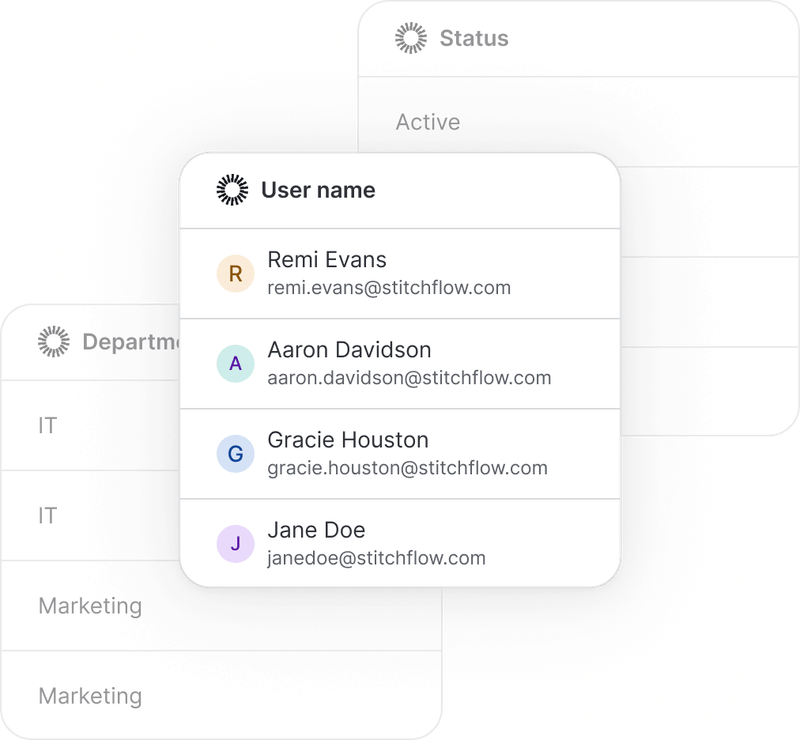 Status
Active
User name
R
Remi Evans
remi.evans@stitchflow.com
A
Aaron Davidson
aaron.davidson@stitchflow.com
G
Gracie Houston
gracie.houston@stitchflow.com
J
Jane Doe
janedoe@stitchflow.com
Departm
IT
IT
Marketing
Marketing